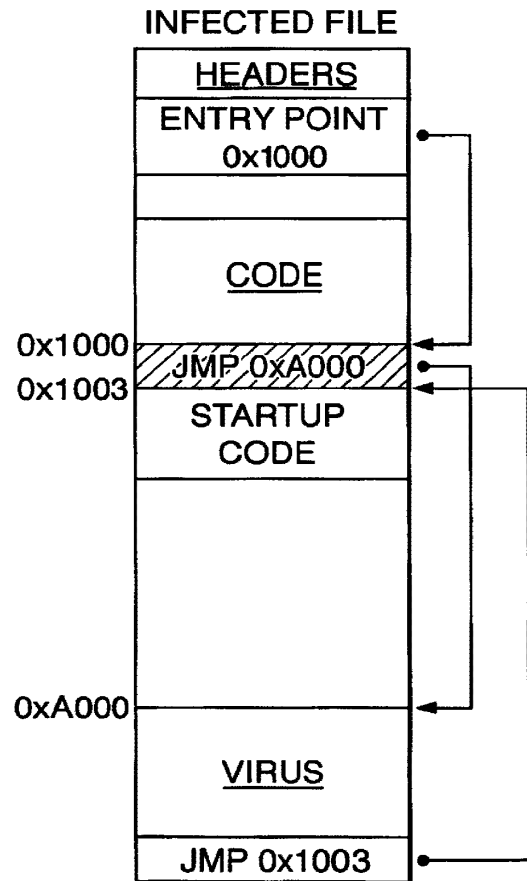 INFECTED FILE
HEADERS
ENTRY POINT
0x1000
CODE
0x1000
JMP 0xA000
0x1003
STARTUP
CODE
0xA000
VIRUS
JMP 0x1003